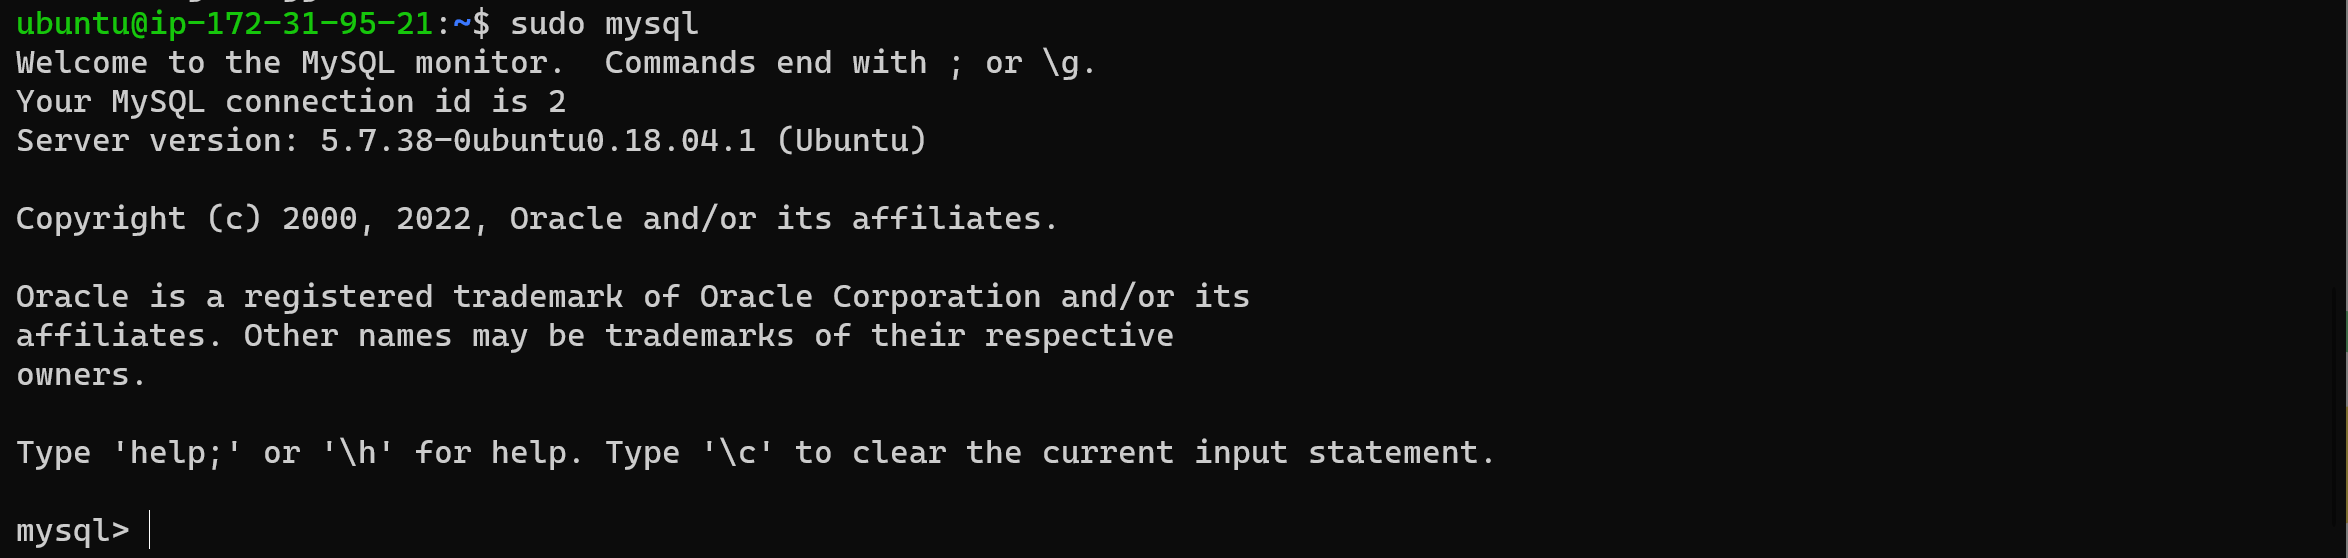 ubuntu@ip-172-31-95-21:~$ sudo mysql
Welcome to the MySQL monitor.  Commands end with ; or \g.
Your MySQL connection id is 2
Server version: 5.7.38-0ubuntu0.18.04.1 (Ubuntu)
Copyright (c) 2000, 2022, Oracle and/or its affiliates.
Oracle is a registered trademark of Oracle Corporation and/or its
affiliates. Other names may be trademarks of their respective
owners.
Type 'help;' or '\h' for help. Type '\c' to clear the current input statement.
mysql>